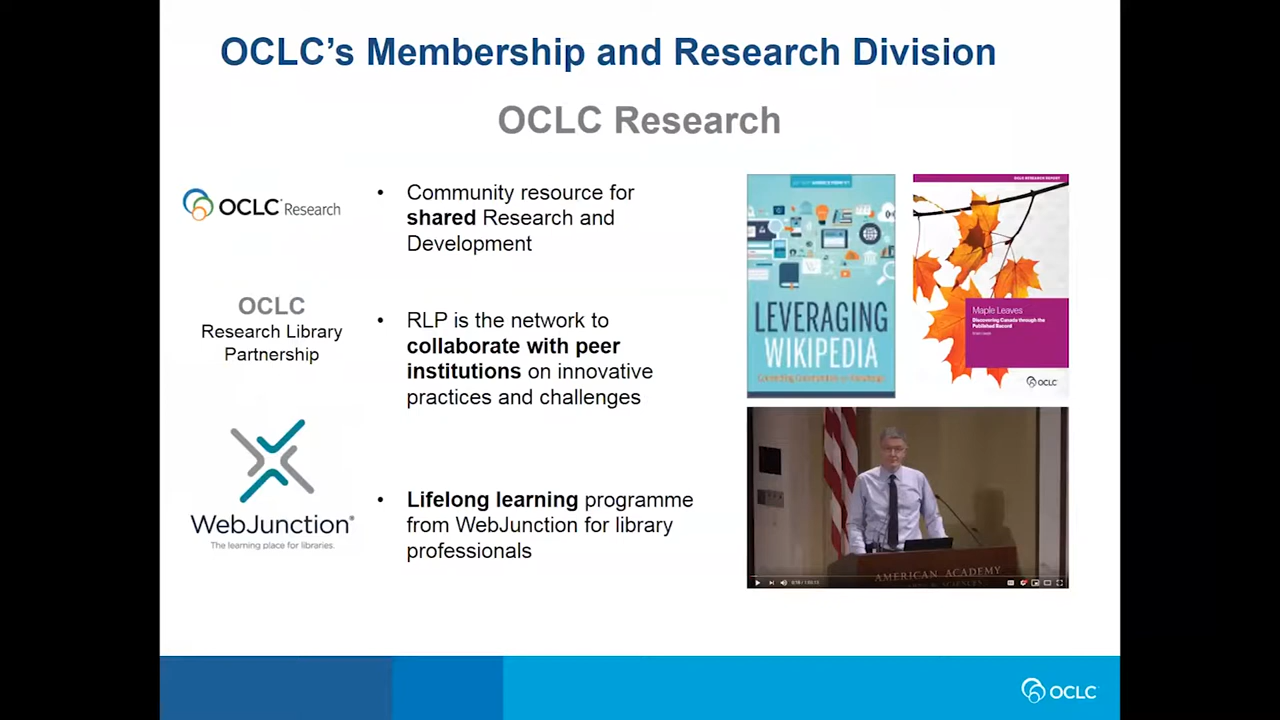 OCLC's Membership and Research Division
OCLC Research
OCLC Research
Community resource for
shared Research and
Development
OCLC
Research Library
Partnership
RLP is the network to
collaborate with peer
institutions on innovative
practices and challenges
WebJunction®
The learning place for libraries.
Lifelong learning programme
from WebJunction for library
professionals
LEVERAGING
WIKIPEDIA
OCLC RESEARCH REPORT
Maple Leaves
Discovering Canada through the
Published Record
OCLC
AMERICAN ACADEMY
OCLC